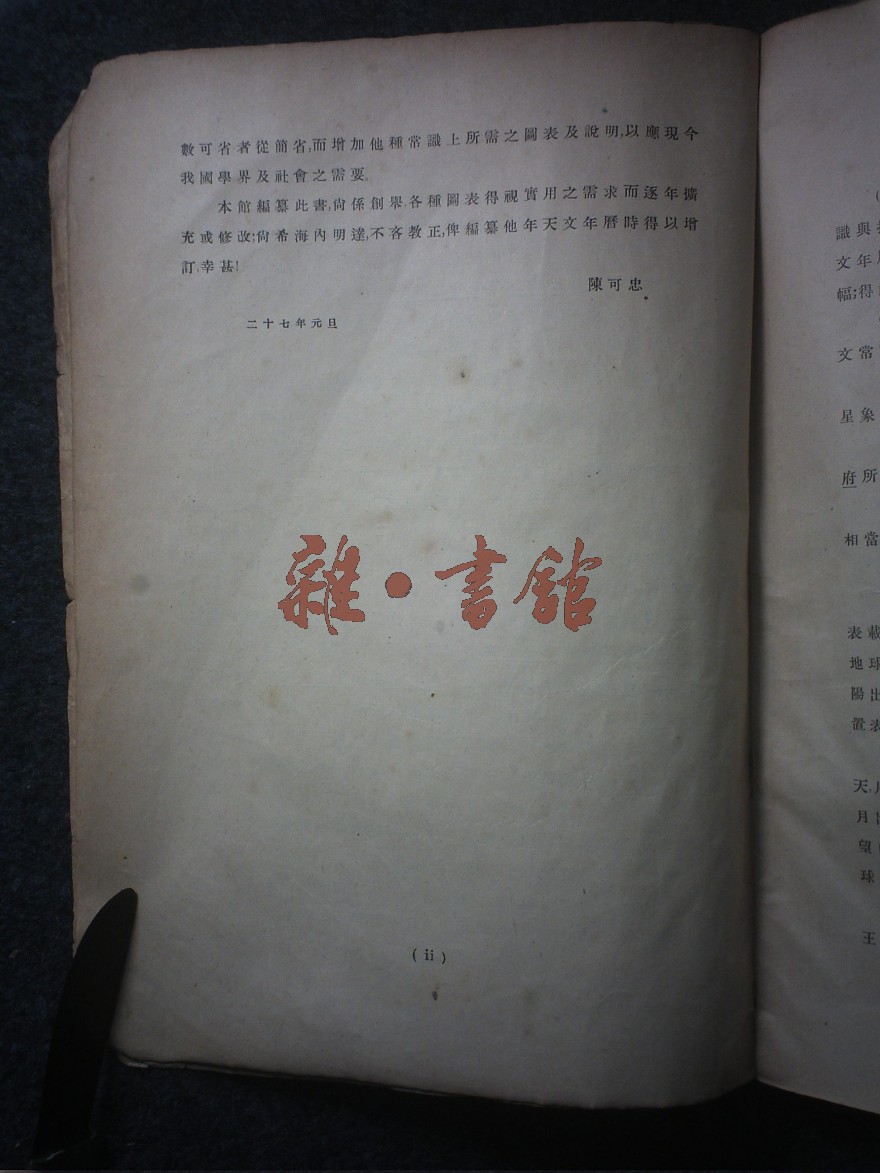 數可省者從簡省,而增加他種常識上所需之圖表及說明,以應現今
我國學界及社會之需要。
本館編纂此書,尙係創舉.各種圖表得視實用之需求而逐年擴
充或修改;尙希海內明達,不吝教正,俾編纂他年天文年曆時得以增
訂,幸甚!
陳可忠
二十七年元旦
雜·書館
(ii)
識與
文年
幅;得
文常
星象
府所
相當
表載
地球
陽出
置表
天,
月
望
球
王